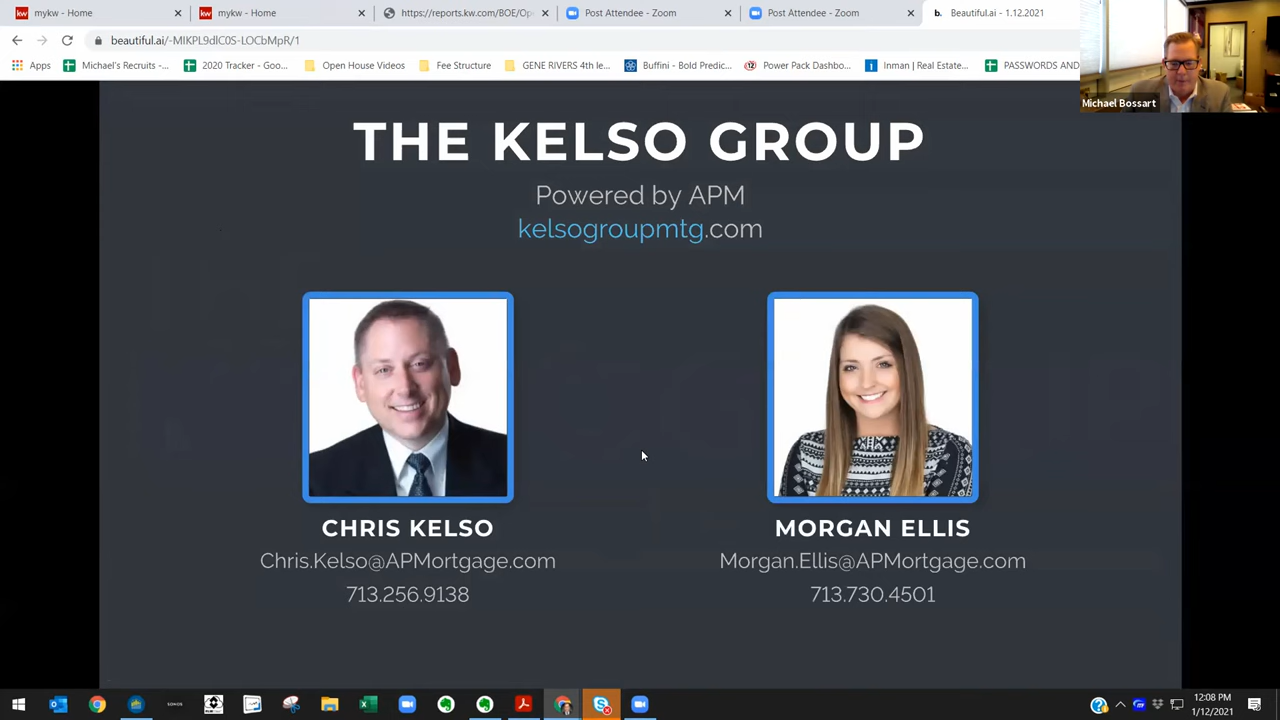 mykw - Home
mykw - Home
https://reports.kw.com/BOE/Op
Post Attendee - Zoom
Post Attendee - Zoom
b. Beautiful.ai - 1.12.2021
beautiful.ai/-MIKPL9dlC0S-LOCbMpR/1
Apps
Michael's Recruits -
2020 Tracker - Goo...
Open House Videos
Fee Structure
GENE RIVERS 4th le...
Buffini - Bold Predic...
Power Pack Dashbo...
Inman | Real Estate...
PASSWORDS AND
Michael Bossart
THE KELSO GROUP
Powered by APM
kelsogroupmtg.com
CHRIS KELSO
Chris.Kelso@APMortgage.com
713.256.9138
MORGAN ELLIS
Morgan.Ellis@APMortgage.com
713.730.4501
SONOS
12:08 PM
1/12/2021